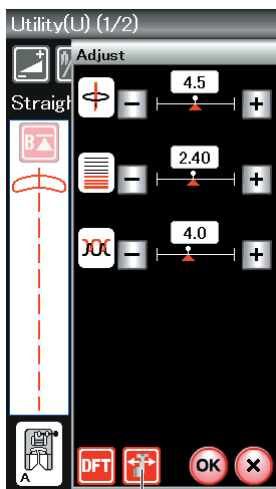 Utility(U) (1/2)
Adjust
Straigh
4.5
B
2.40
4.0
A
DFT
OK